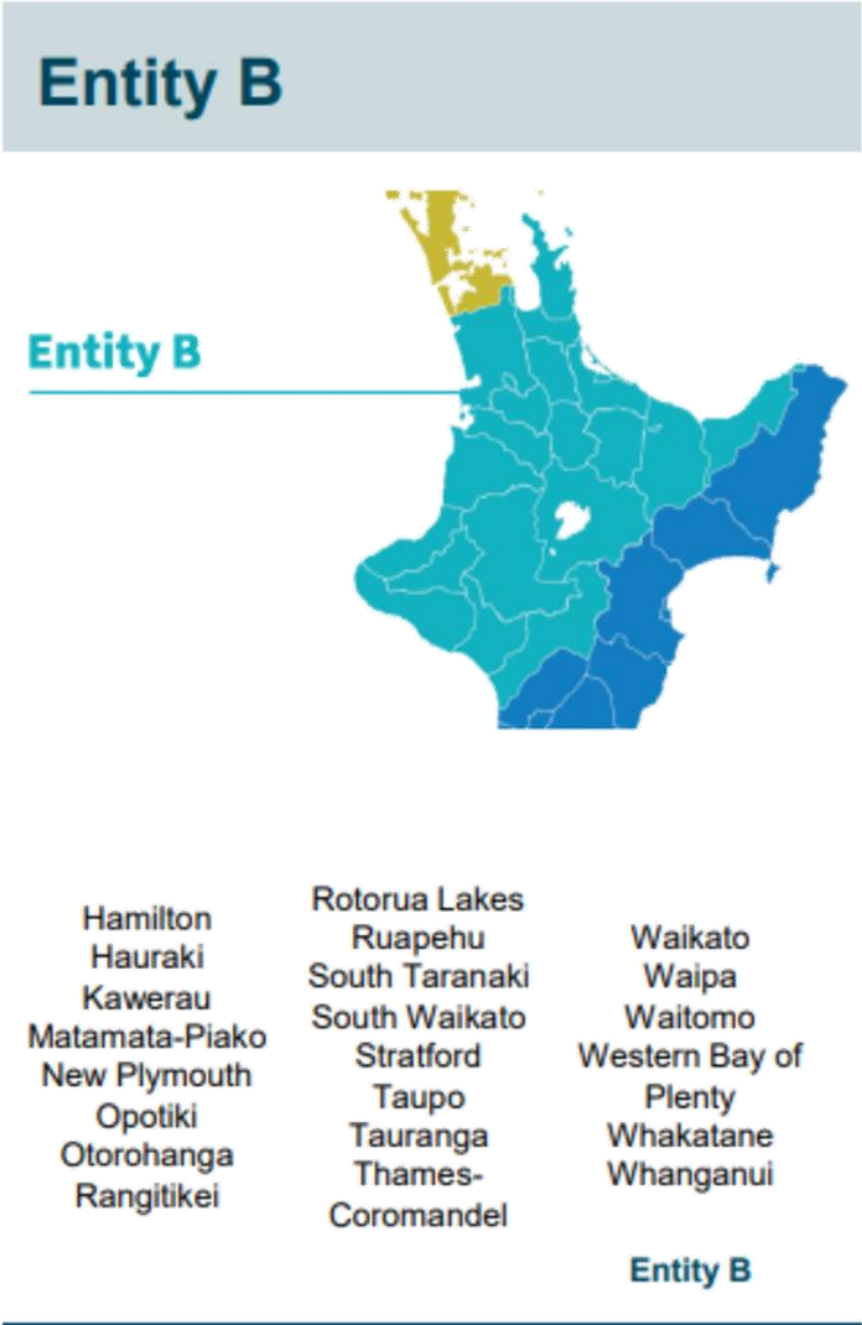 Entity B
Entity B
Hamilton
Hauraki
Kawerau
Matamata-Piako
New Plymouth
Opotiki
Otorohanga
Rangitikei
Rotorua Lakes
Ruapehu
South Taranaki
South Waikato
Stratford
Taupo
Tauranga
Thames-
Coromandel
Waikato
Waipa
Waitomo
Western Bay of
Plenty
Whakatane
Whanganui
Entity B